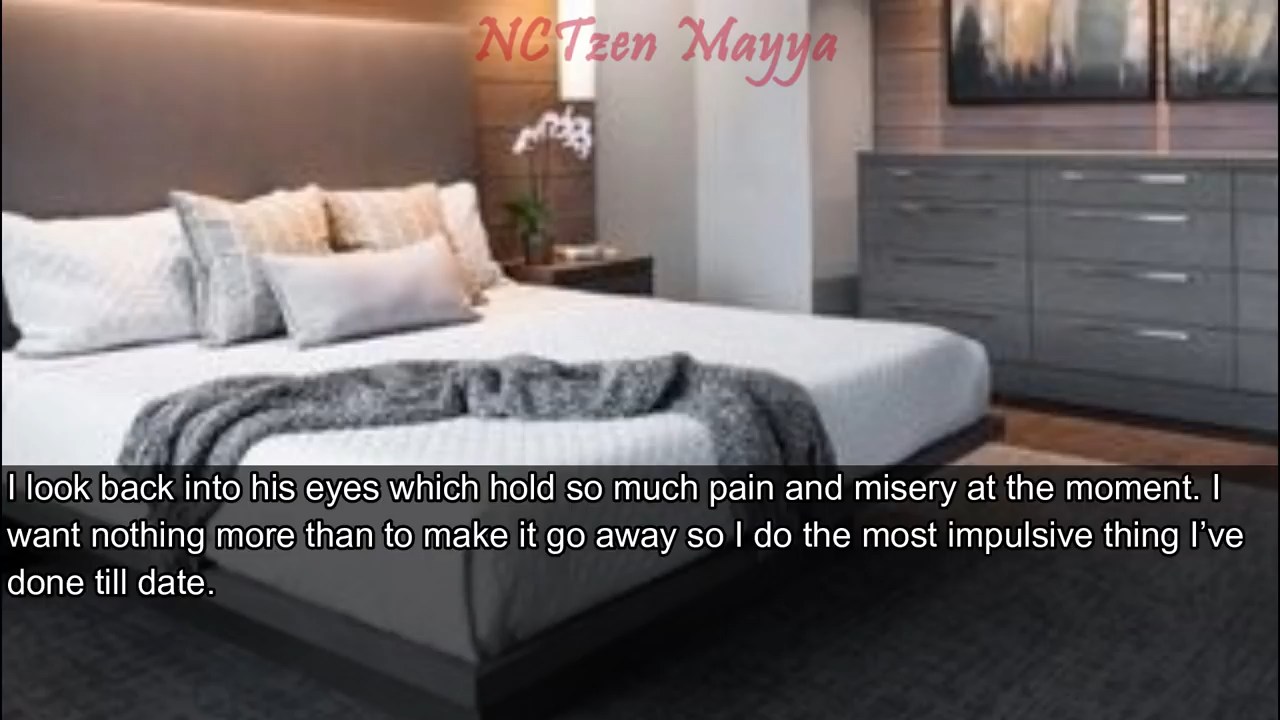 NCTzen Mayya
I look back into his eyes which hold so much pain and misery at the moment. I
want nothing more than to make it go away so I do the most impulsive thing I’ve
done till date.